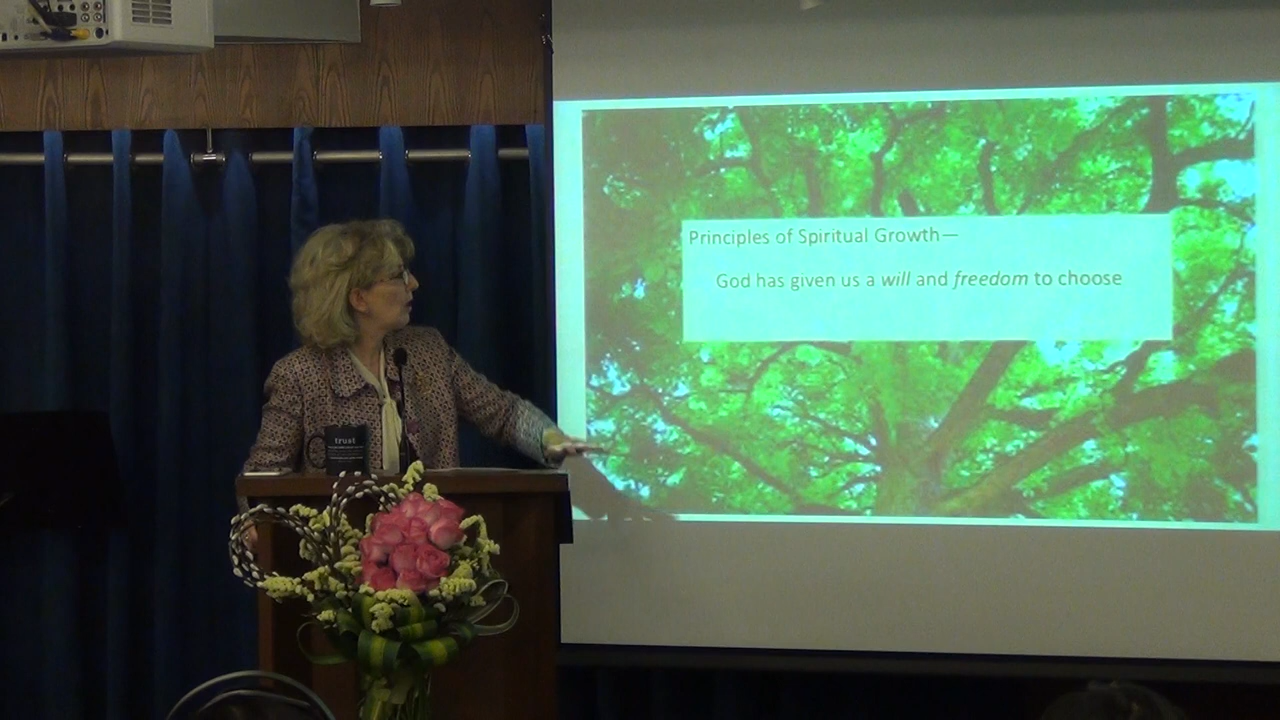 Principles of Spiritual Growth—
God has given us a will and freedom to choose
trust